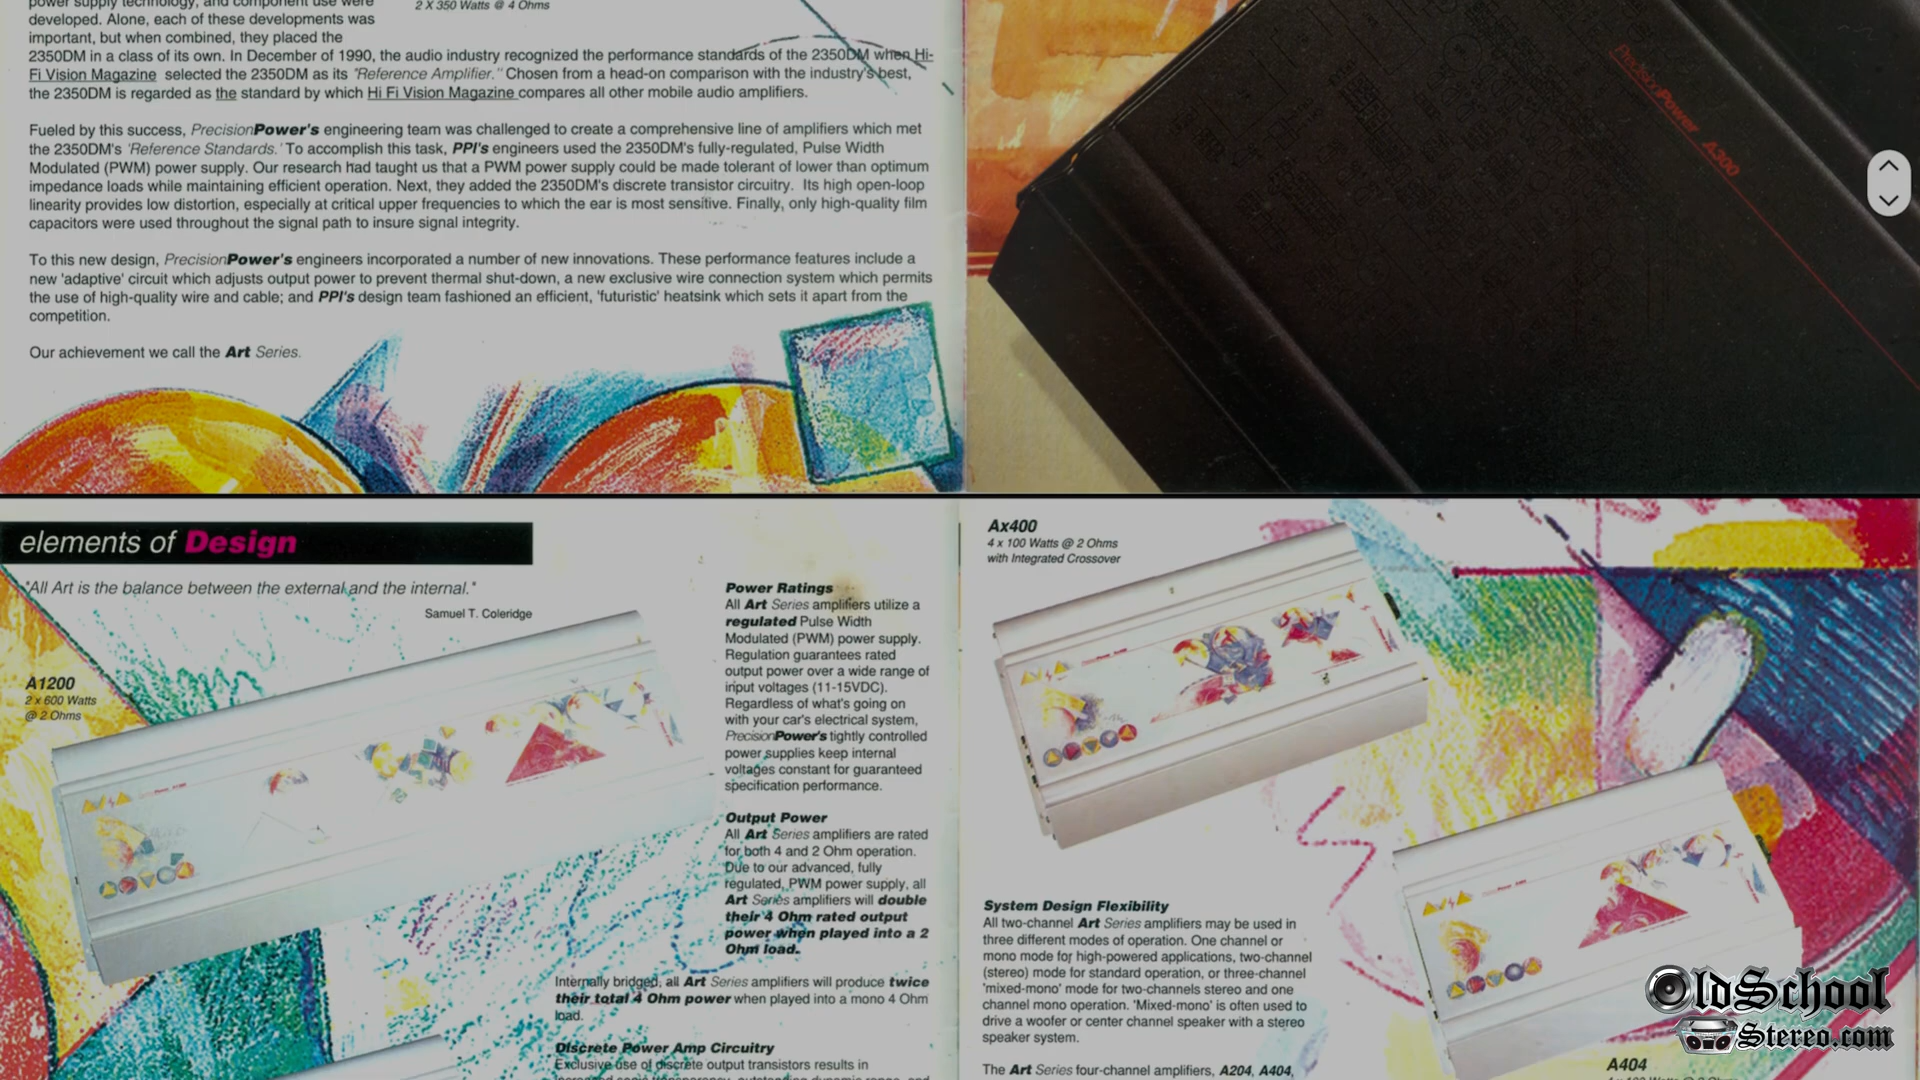 power supply technology, and component use were
developed. Alone, each of these developments was
important, but when combined, they placed the
2350DM in a class of its own. In December of 1990, the audio industry recognized the performance standards of the 2350DM when Hi-
Fi Vision Magazine selected the 2350DM as its "Reference Amplifier." Chosen from a head-on comparison with the industry's best,
the 2350DM is regarded as the standard by which Hi Fi Vision Magazine compares all other mobile audio amplifiers.
Fueled by this success, PrecisionPower's engineering team was challenged to create a comprehensive line of amplifiers which met
the 2350DM's 'Reference Standards.' To accomplish this task, PPI's engineers used the 2350DM's fully-regulated, Pulse Width
Modulated (PWM) power supply. Our research had taught us that a PWM power supply could be made tolerant of lower than optimum
impedance loads while maintaining efficient operation. Next, they added the 2350DM's discrete transistor circuitry. Its high open-loop
linearity provides low distortion, especially at critical upper frequencies to which the ear is most sensitive. Finally, only high-quality film
capacitors were used throughout the signal path to insure signal integrity.
To this new design, PrecisionPower's engineers incorporated a number of new innovations. These performance features include a
new 'adaptive' circuit which adjusts output power to prevent thermal shut-down, a new exclusive wire connection system which permits
the use of high-quality wire and cable; and PPI's design team fashioned an efficient, 'futuristic' heatsink which sets it apart from the
competition.
Our achievement we call the Art Series.
2 X 350 Watts @ 4 Ohms
PrecisionPower A300
elements of Design
"All Art is the balance between the external and the internal."
Samuel T. Coleridge
A1200
2 x 600 Watts
@ 2 Ohms
Power Ratings
All Art Series amplifiers utilize a
regulated Pulse Width
Modulated (PWM) power supply.
Regulation guarantees rated
output power over a wide range of
input voltages (11-15VDC).
Regardless of what's going on
with your car's electrical system,
PrecisionPower's tightly controlled
power supplies keep internal
voltages constant for guaranteed
specification performance.
Output Power
All Art Series amplifiers are rated
for both 4 and 2 Ohm operation.
Due to our advanced, fully
regulated, PWM power supply, all
Art Series amplifiers will double
their 4 Ohm rated output
power when played into a 2
Ohm load.
Internally bridged, all Art Series amplifiers will produce twice
their total 4 Ohm power when played into a mono 4 Ohm
load.
Discrete Power Amp Circuitry
Exclusive use of discrete output transistors results in
Ax400
4 x 100 Watts @ 2 Ohms
with Integrated Crossover
System Design Flexibility
All two-channel Art Series amplifiers may be used in
three different modes of operation. One channel or
mono mode for high-powered applications, two-channel
(stereo) mode for standard operation, or three-channel
'mixed-mono' mode for two-channels stereo and one
channel mono operation. 'Mixed-mono' is often used to
drive a woofer or center channel speaker with a stereo
speaker system.
The Art Series four-channel amplifiers, A204, A404,
A404
OldSchool
Stereo.com